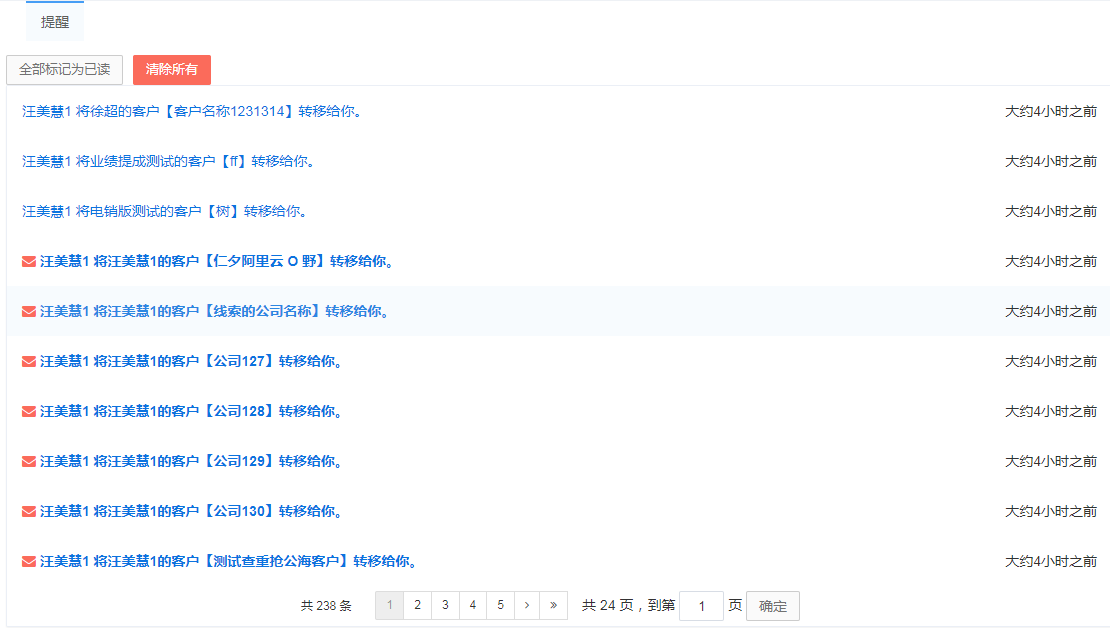 提醒
全部标记为已读 清除所有
汪美慧1 将徐超的客户【客户名称1231314】转移给你。 大约4小时之前
汪美慧1 将业绩提成测试的客户【ff】转移给你。 大约4小时之前
汪美慧1 将电销版测试的客户【树】转移给你。 大约4小时之前
汪美慧1 将汪美慧1的客户【仁夕阿里云 O 野】转移给你。 大约4小时之前
汪美慧1 将汪美慧1的客户【线索的公司名称】转移给你。 大约4小时之前
汪美慧1 将汪美慧1的客户【公司127】转移给你。 大约4小时之前
汪美慧1 将汪美慧1的客户【公司128】转移给你。 大约4小时之前
汪美慧1 将汪美慧1的客户【公司129】转移给你。 大约4小时之前
汪美慧1 将汪美慧1的客户【公司130】转移给你。 大约4小时之前
汪美慧1 将汪美慧1的客户【测试查重抢公海客户】转移给你。 大约4小时之前
共 238 条 1 2 3 4 5 › » 共 24 页，到第 1 页 确定